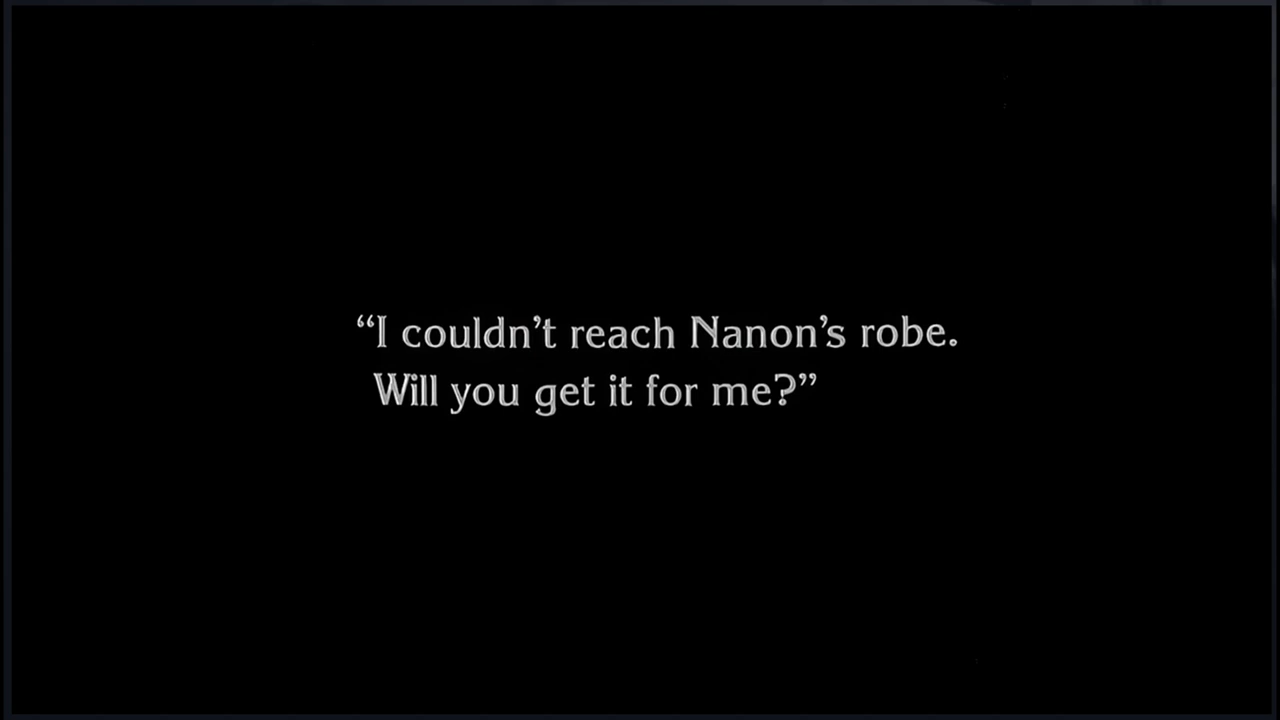 “I couldn’t reach Nanon’s robe.
Will you get it for me?”